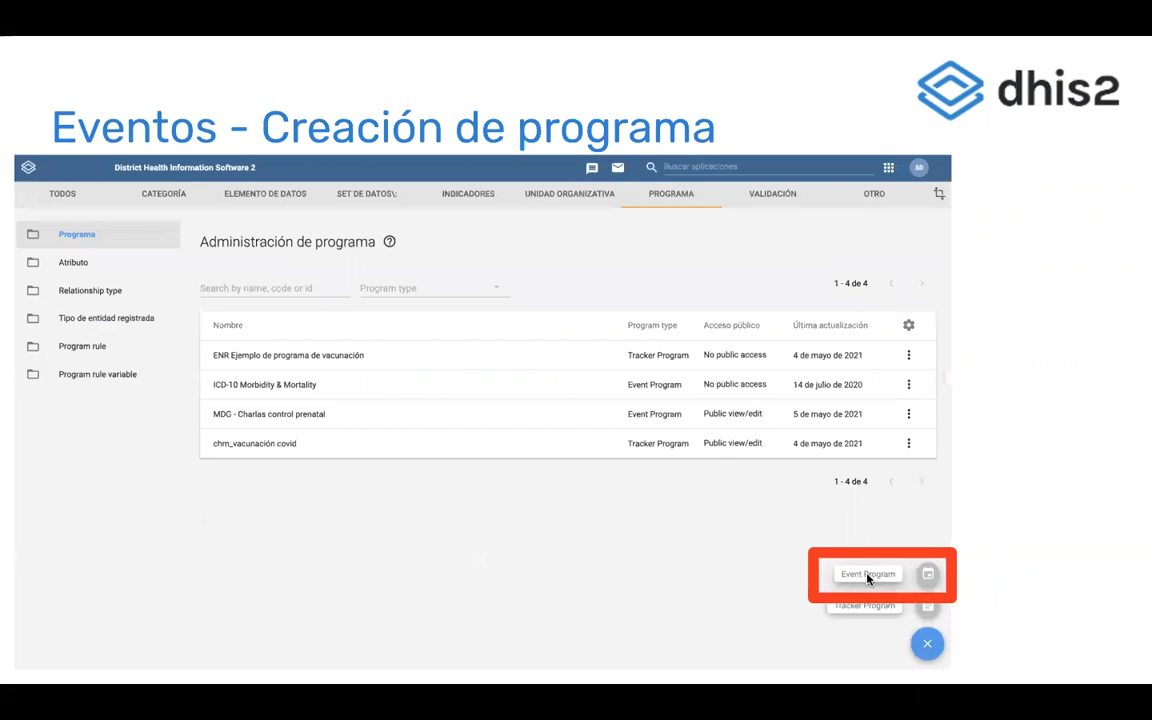 dhis2
Eventos - Creación de programa
District Health Information Software 2
Buscar aplicaciones
SD
TODOS
CATEGORÍA
ELEMENTO DE DATOS
SET DE DATOS\:
INDICADORES
UNIDAD ORGANIZATIVA
PROGRAMA
VALIDACIÓN
OTRO
Programa
Atributo
Relationship type
Tipo de entidad registrada
Program rule
Program rule variable
Administración de programa
Search by name, code or id
Program type
1 - 4 de 4
Nombre Program type Acceso público Última actualización
ENR Ejemplo de programa de vacunación Tracker Program No public access 4 de mayo de 2021
ICD-10 Morbidity & Mortality Event Program No public access 14 de julio de 2020
MDG - Charlas control prenatal Event Program Public view/edit 5 de mayo de 2021
chrn_vacunación covid Tracker Program Public view/edit 4 de mayo de 2021
1 - 4 de 4
Event Program
Tracker Program